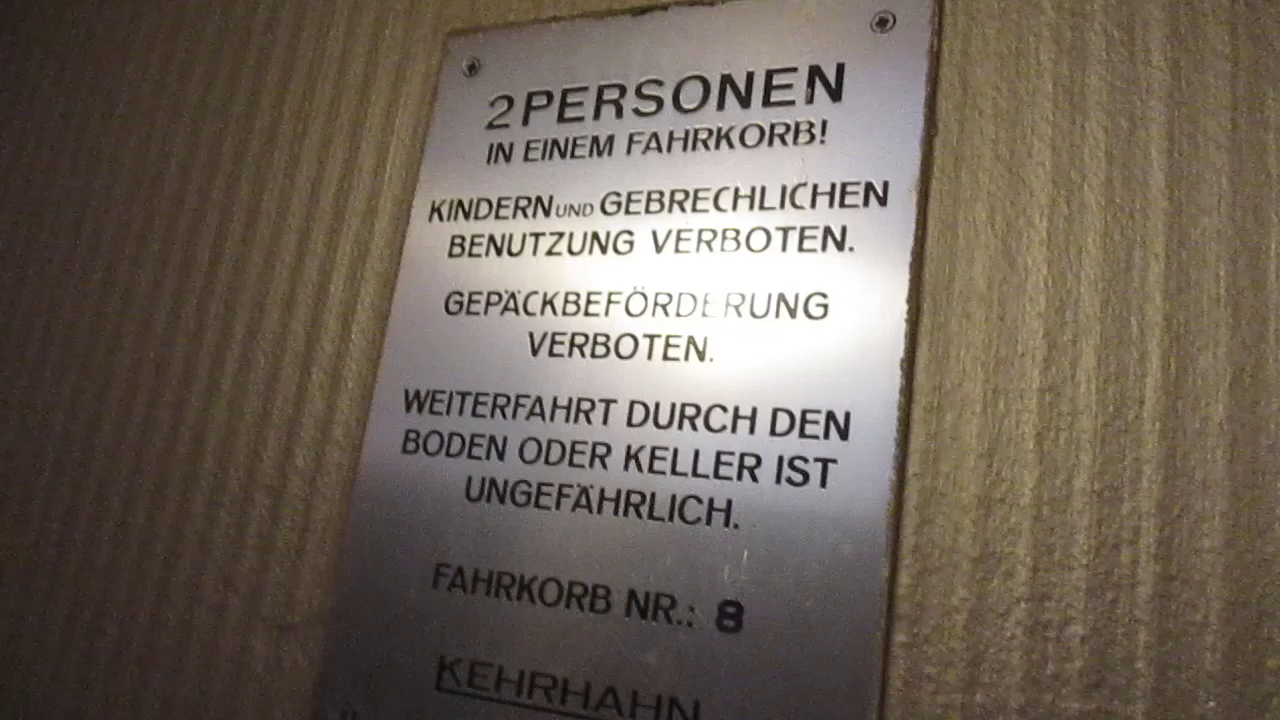 2 PERSONEN
IN EINEM FAHRKORB!
KINDERN UND GEBRECHLICHEN
BENUTZUNG VERBOTEN.
GEPÄCKBEFÖRDERUNG
VERBOTEN.
WEITERFAHRT DURCH DEN
BODEN ODER KELLER IST
UNGEFÄHRLICH.
FAHRKORB NR.: 8
KEHRHAHN